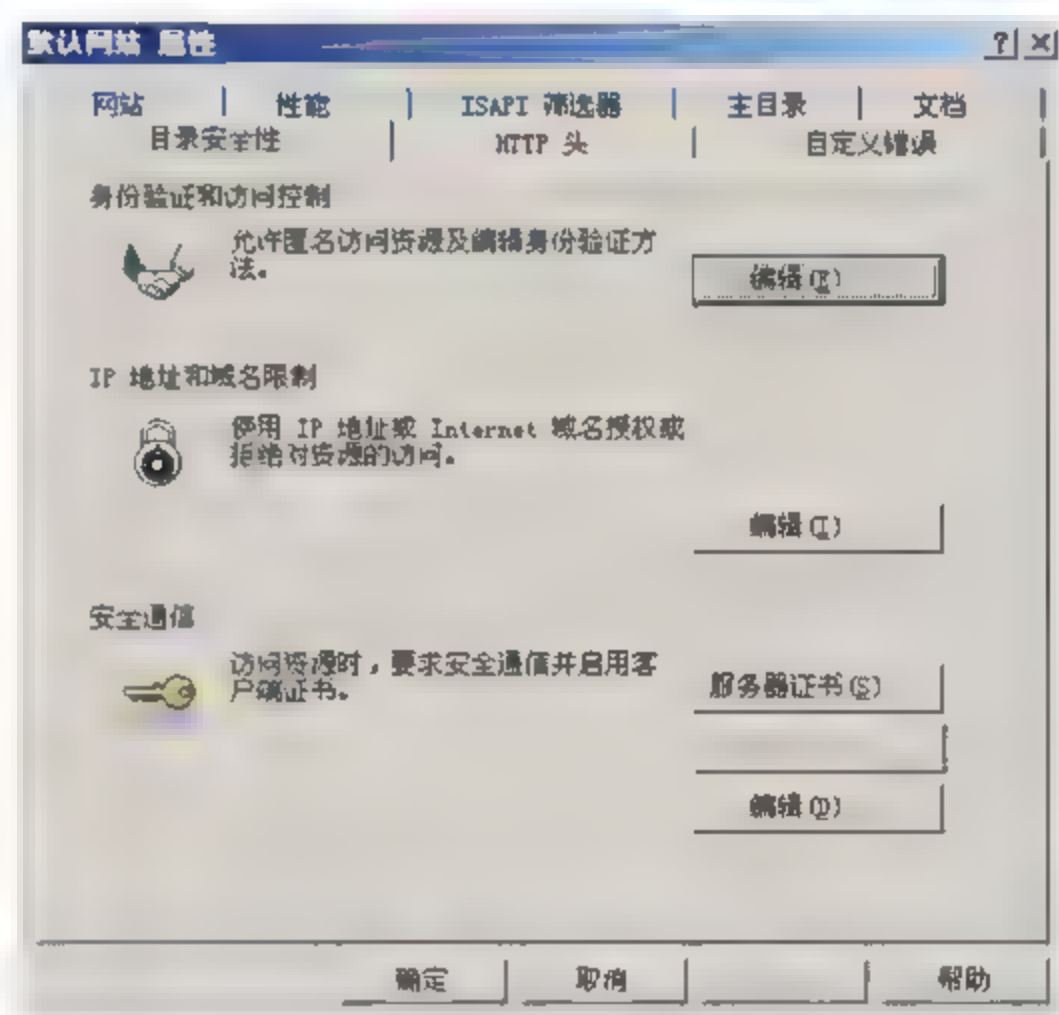 默认网站 属性
网站 性能 ISAPI 筛选器 主目录 文档
目录安全性 HTTP 头 自定义错误
身份验证和访问控制
允许匿名访问资源及编辑身份验证方
法。
编辑(E)
IP 地址和域名限制
使用 IP 地址或 Internet 域名授权或
拒绝对资源的访问。
编辑(I)
安全通信
访问资源时，要求安全通信并启用客
户端证书。
服务器证书(S)
编辑(D)
确定 取消 帮助